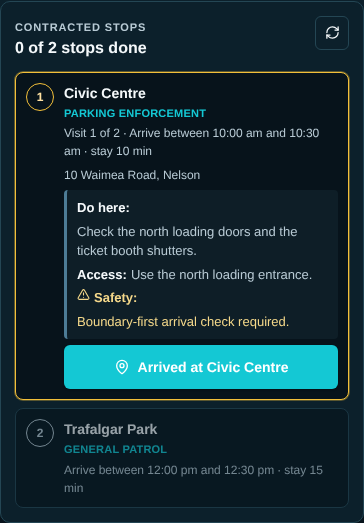 CONTRACTED STOPS
0 of 2 stops done
1
Civic Centre
PARKING ENFORCEMENT
Visit 1 of 2 · Arrive between 10:00 am and 10:30
am · stay 10 min
10 Waimea Road, Nelson
Do here:
Check the north loading doors and the
ticket booth shutters.
Access: Use the north loading entrance.
Safety:
Boundary-first arrival check required.
Arrived at Civic Centre
2
Trafalgar Park
GENERAL PATROL
Arrive between 12:00 pm and 12:30 pm · stay 15
min